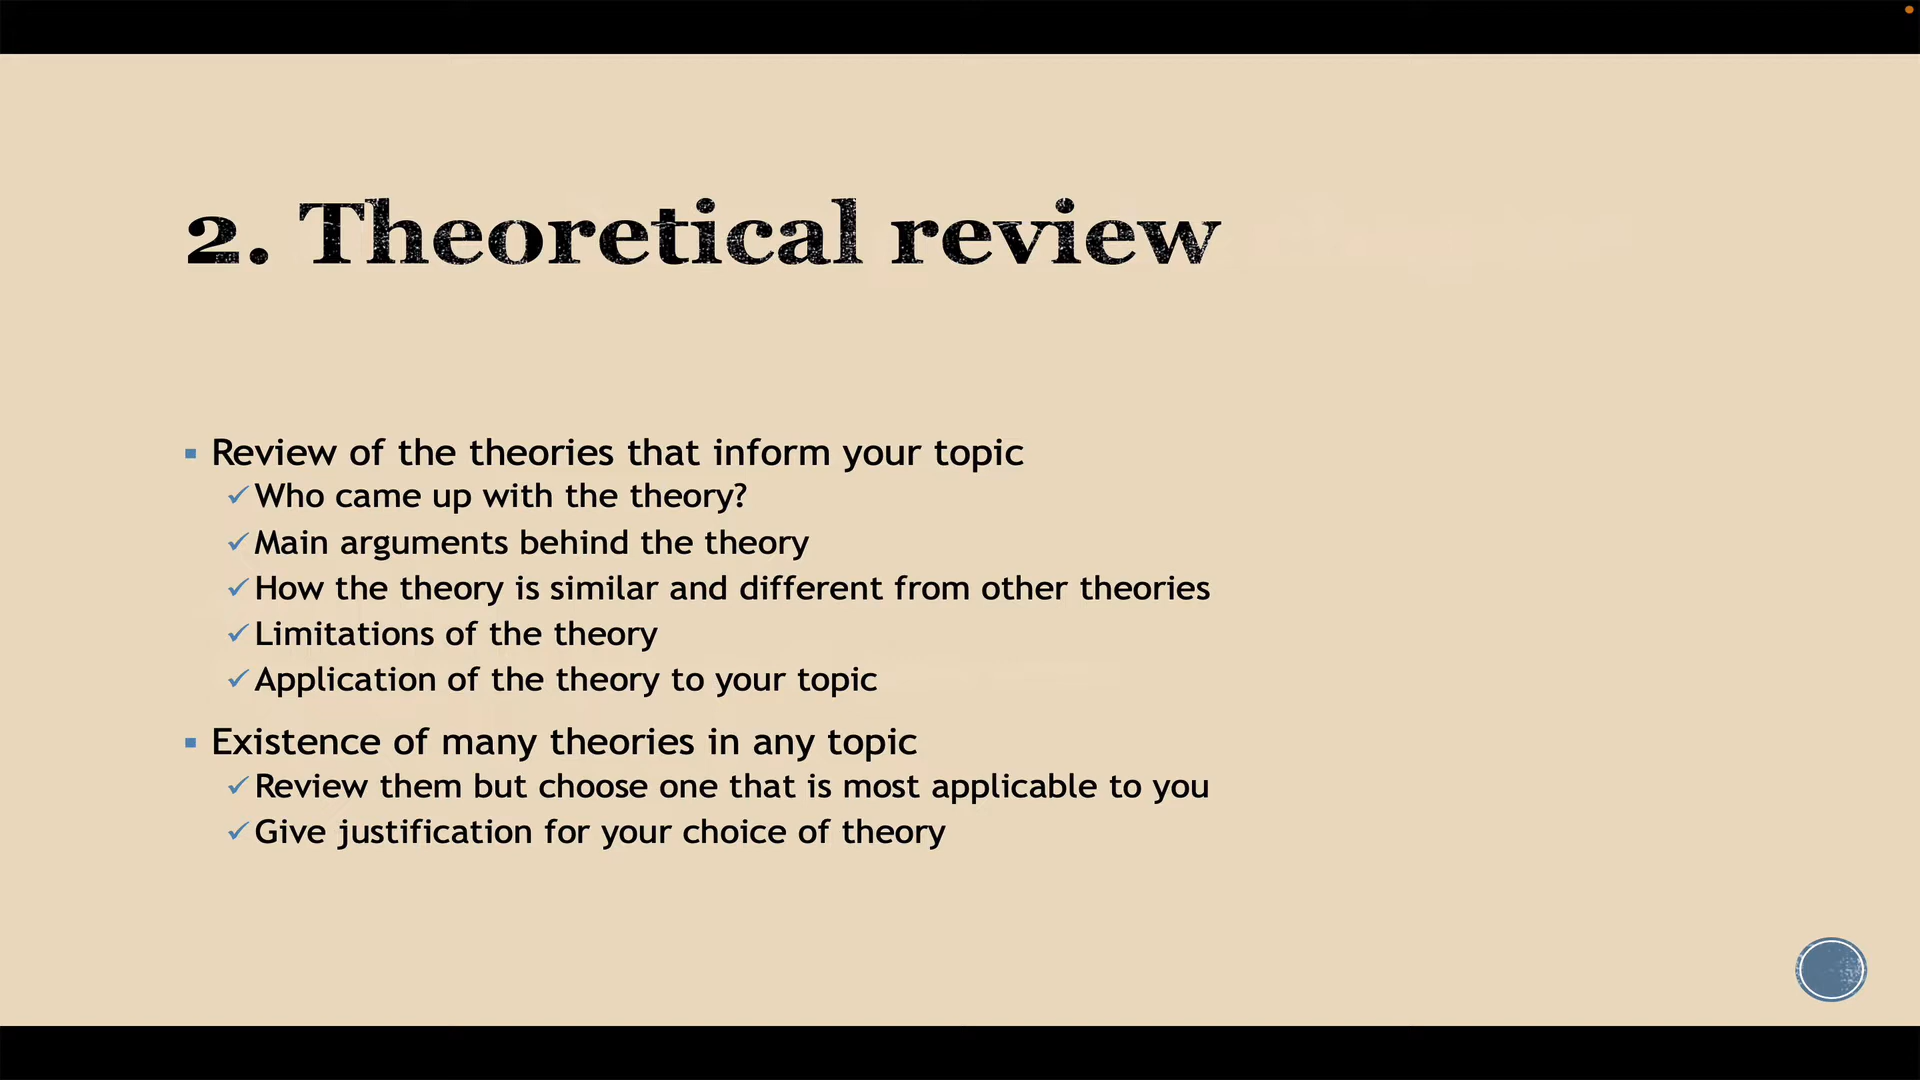 2. Theoretical review
▪ Review of the theories that inform your topic
✓ Who came up with the theory?
✓ Main arguments behind the theory
✓ How the theory is similar and different from other theories
✓ Limitations of the theory
✓ Application of the theory to your topic
▪ Existence of many theories in any topic
✓ Review them but choose one that is most applicable to you
✓ Give justification for your choice of theory